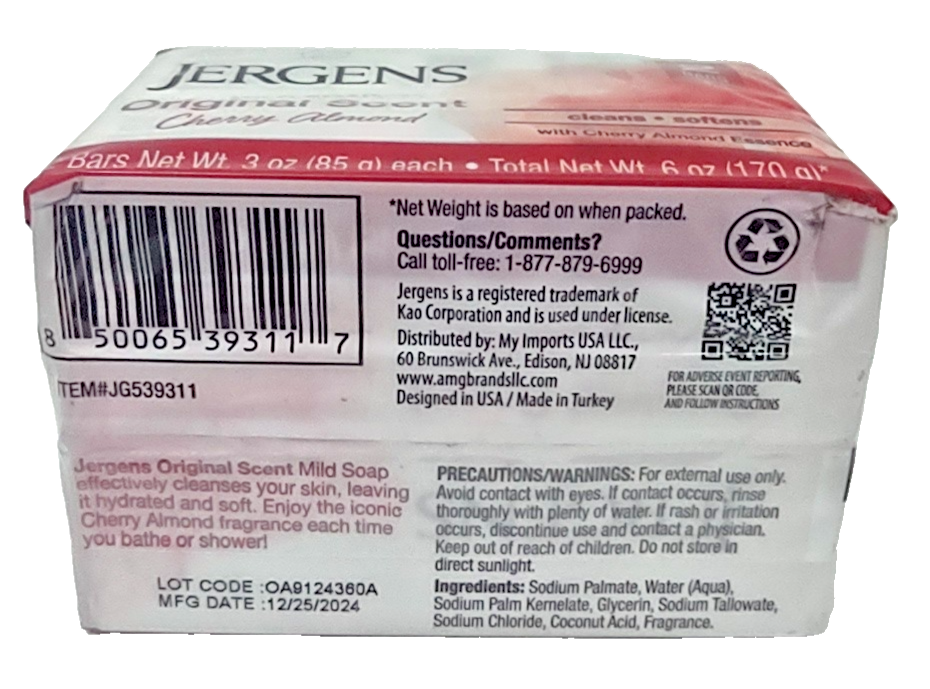 JERGENS
Original Scent
Cherry Almond
cleans • softens
with Cherry Almond Essence
Bars Net Wt. 3 oz (85 g) each • Total Net Wt. 6 oz (170 g)*
8 50065 39311 7
ITEM#JG539311
*Net Weight is based on when packed.
Questions/Comments?
Call toll-free: 1-877-879-6999
Jergens is a registered trademark of
Kao Corporation and is used under license.
Distributed by: My Imports USA LLC.,
60 Brunswick Ave., Edison, NJ 08817
www.amgbrandsllc.com
Designed in USA / Made in Turkey
FOR ADVERSE EVENT REPORTING,
PLEASE SCAN QR CODE,
AND FOLLOW INSTRUCTIONS
Jergens Original Scent Mild Soap
effectively cleanses your skin, leaving
it hydrated and soft. Enjoy the iconic
Cherry Almond fragrance each time
you bathe or shower!
LOT CODE :OA9124360A
MFG DATE :12/25/2024
PRECAUTIONS/WARNINGS: For external use only.
Avoid contact with eyes. If contact occurs, rinse
thoroughly with plenty of water. If rash or irritation
occurs, discontinue use and contact a physician.
Keep out of reach of children. Do not store in
direct sunlight.
Ingredients: Sodium Palmate, Water (Aqua),
Sodium Palm Kernelate, Glycerin, Sodium Tallowate,
Sodium Chloride, Coconut Acid, Fragrance.